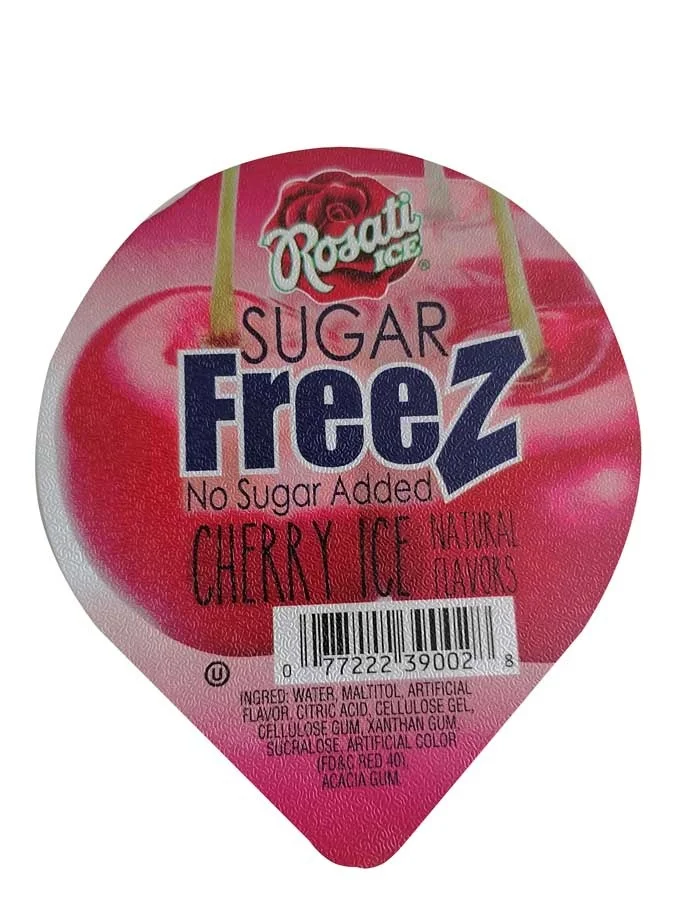 Rosati
ICE®
SUGAR
FreeZ
No Sugar Added
CHERRY ICE NATURAL
FLAVORS
0 77222 39002 8
U
INGRED: WATER, MALTITOL, ARTIFICIAL
FLAVOR, CITRIC ACID, CELLULOSE GEL,
CELLULOSE GUM, XANTHAN GUM,
SUCRALOSE, ARTIFICIAL COLOR
(FD&C RED 40),
ACACIA GUM.